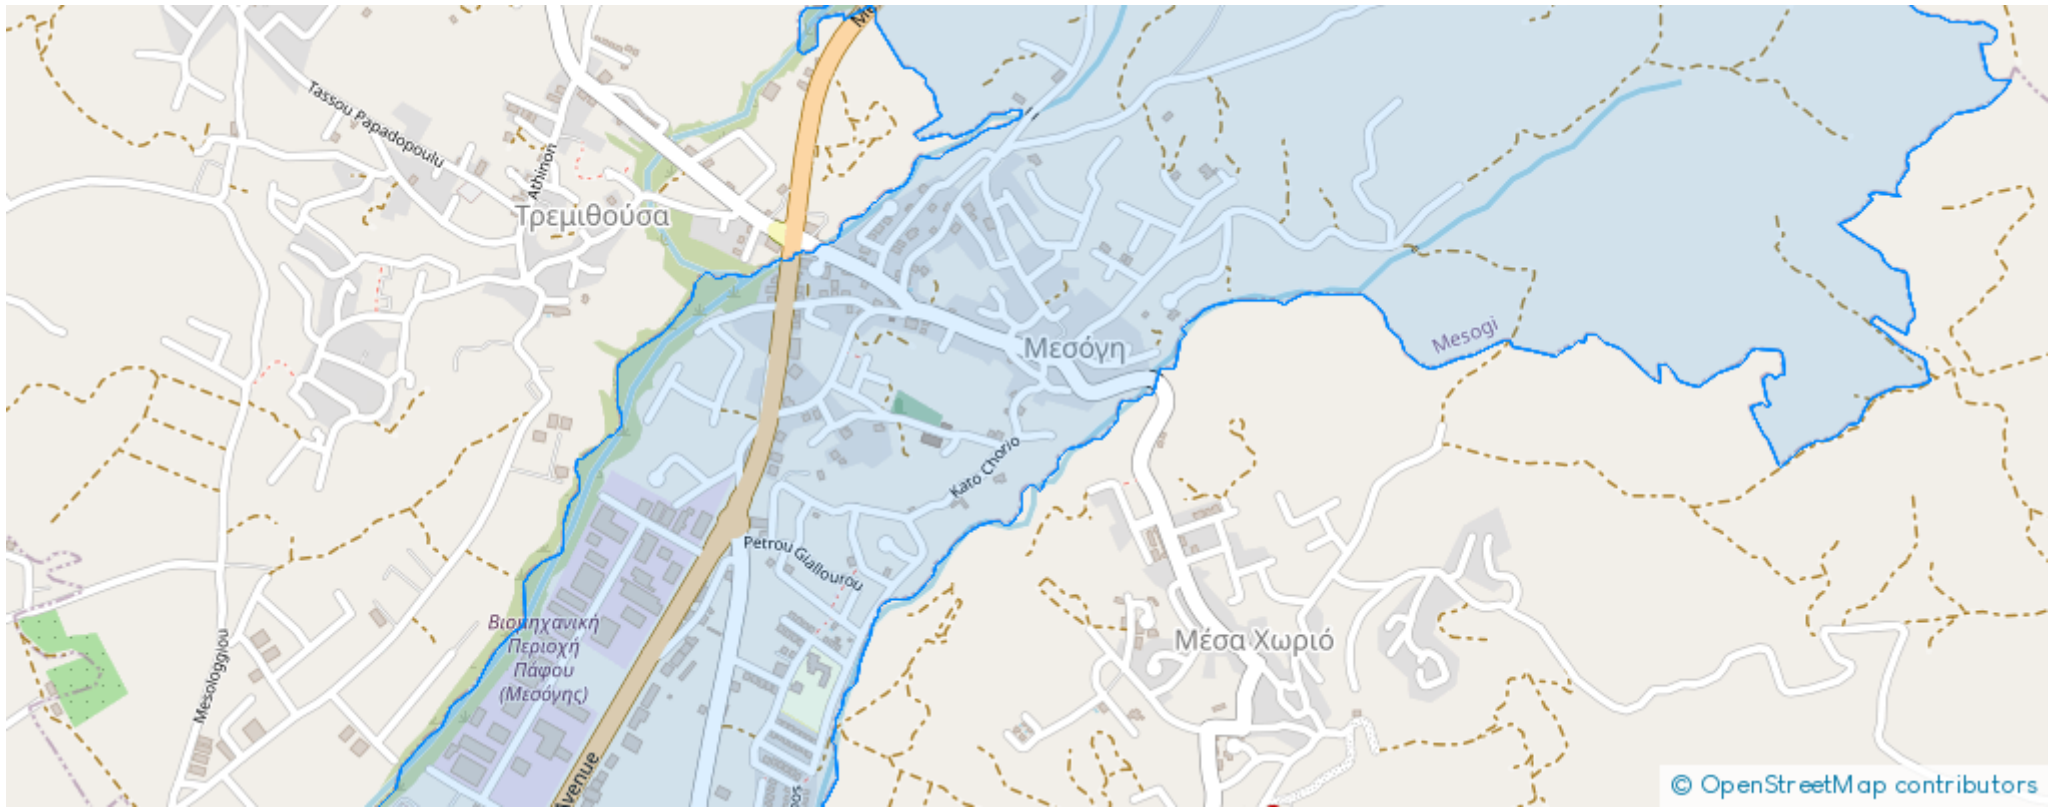 Tassou Papadopoulu
Athinon
Τρεμιθούσα
Μεσόγη
Mesogi
Kato Chorio
Petrou Giallourou
Βιομηχανική
Περιοχή
Πάφου
(Μεσόγης)
Mesologgiou
Μέσα Χωριό
Avenue
© OpenStreetMap contributors